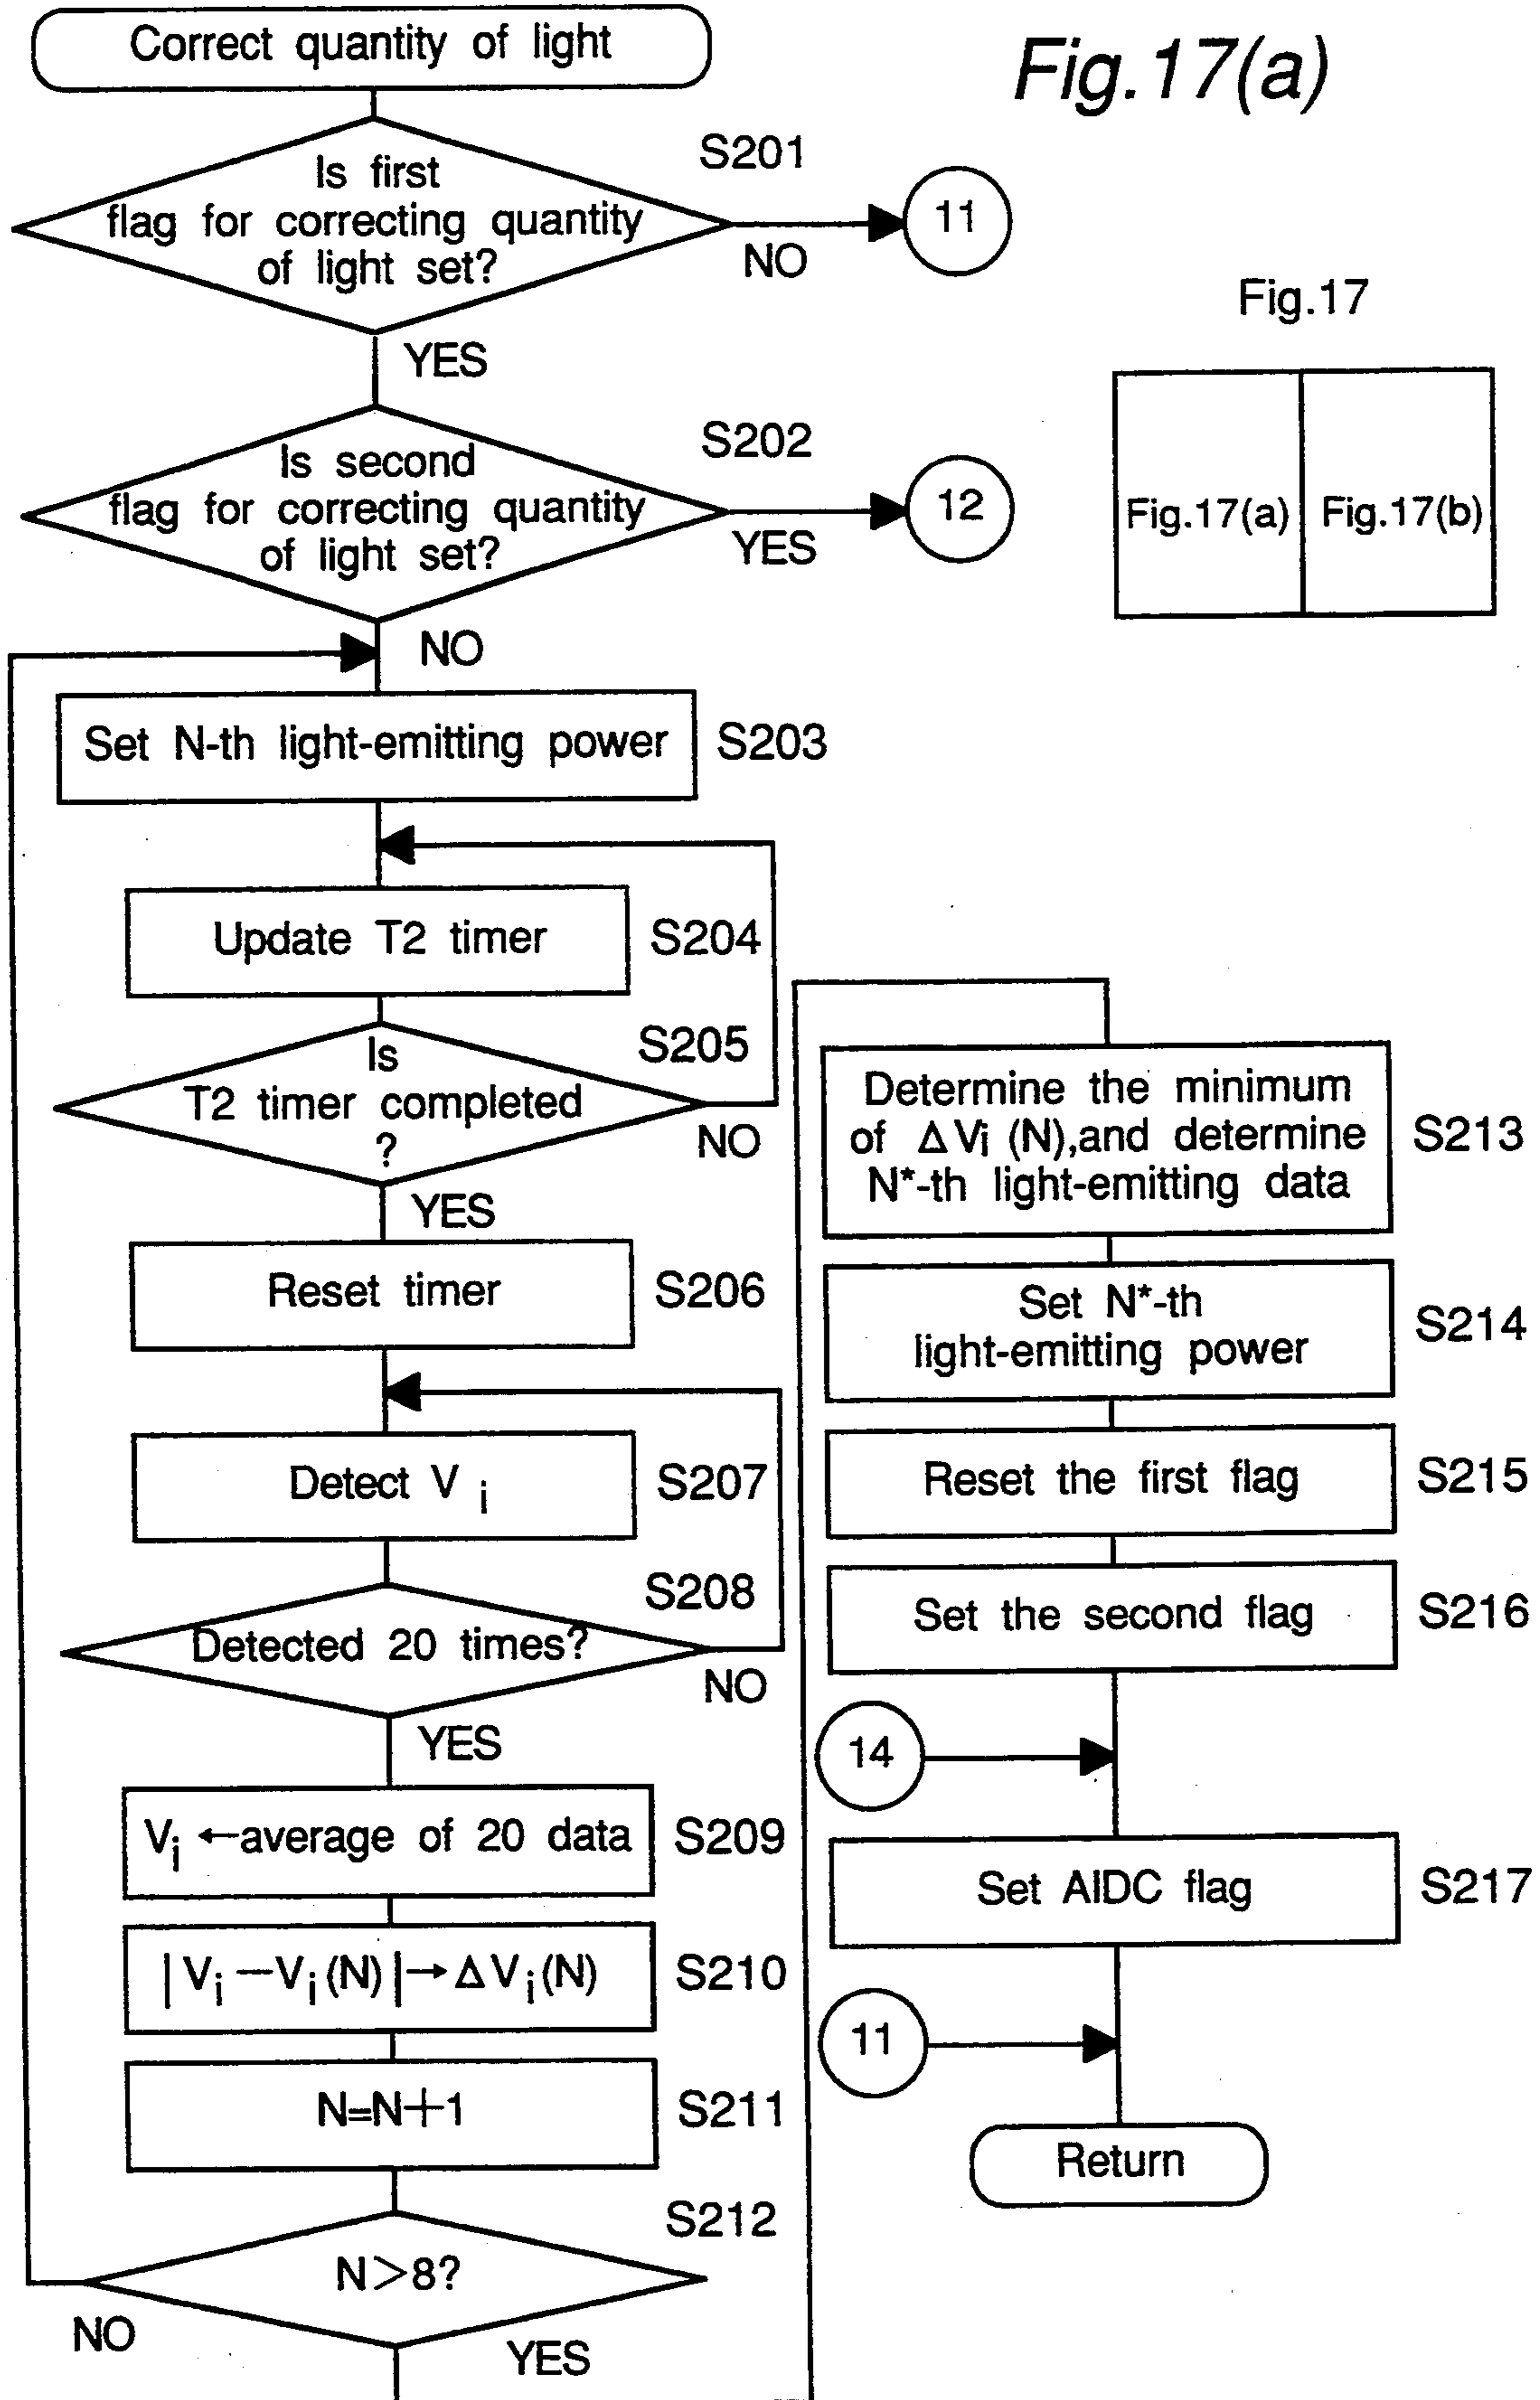 Correct quantity of light
Fig.17(a)
S201
Is first
flag for correcting quantity
of light set?
11
NO
YES
Fig.17
Fig.17(a)
Fig.17(b)
S202
Is second
flag for correcting quantity
of light set?
12
YES
NO
Set N-th light-emitting power
S203
Update T2 timer
S204
S205
Is
T2 timer completed
?
NO
YES
Reset timer
S206
Detect Vi
S207
S208
Detected 20 times?
NO
YES
Vi ←average of 20 data
S209
|Vi −Vi(N)|→ΔVi(N)
S210
N=N+1
S211
S212
N>8?
NO
YES
Determine the minimum
of ΔVi (N),and determine
N*-th light-emitting data
S213
Set N*-th
light-emitting power
S214
Reset the first flag
S215
Set the second flag
S216
14
Set AIDC flag
S217
11
Return